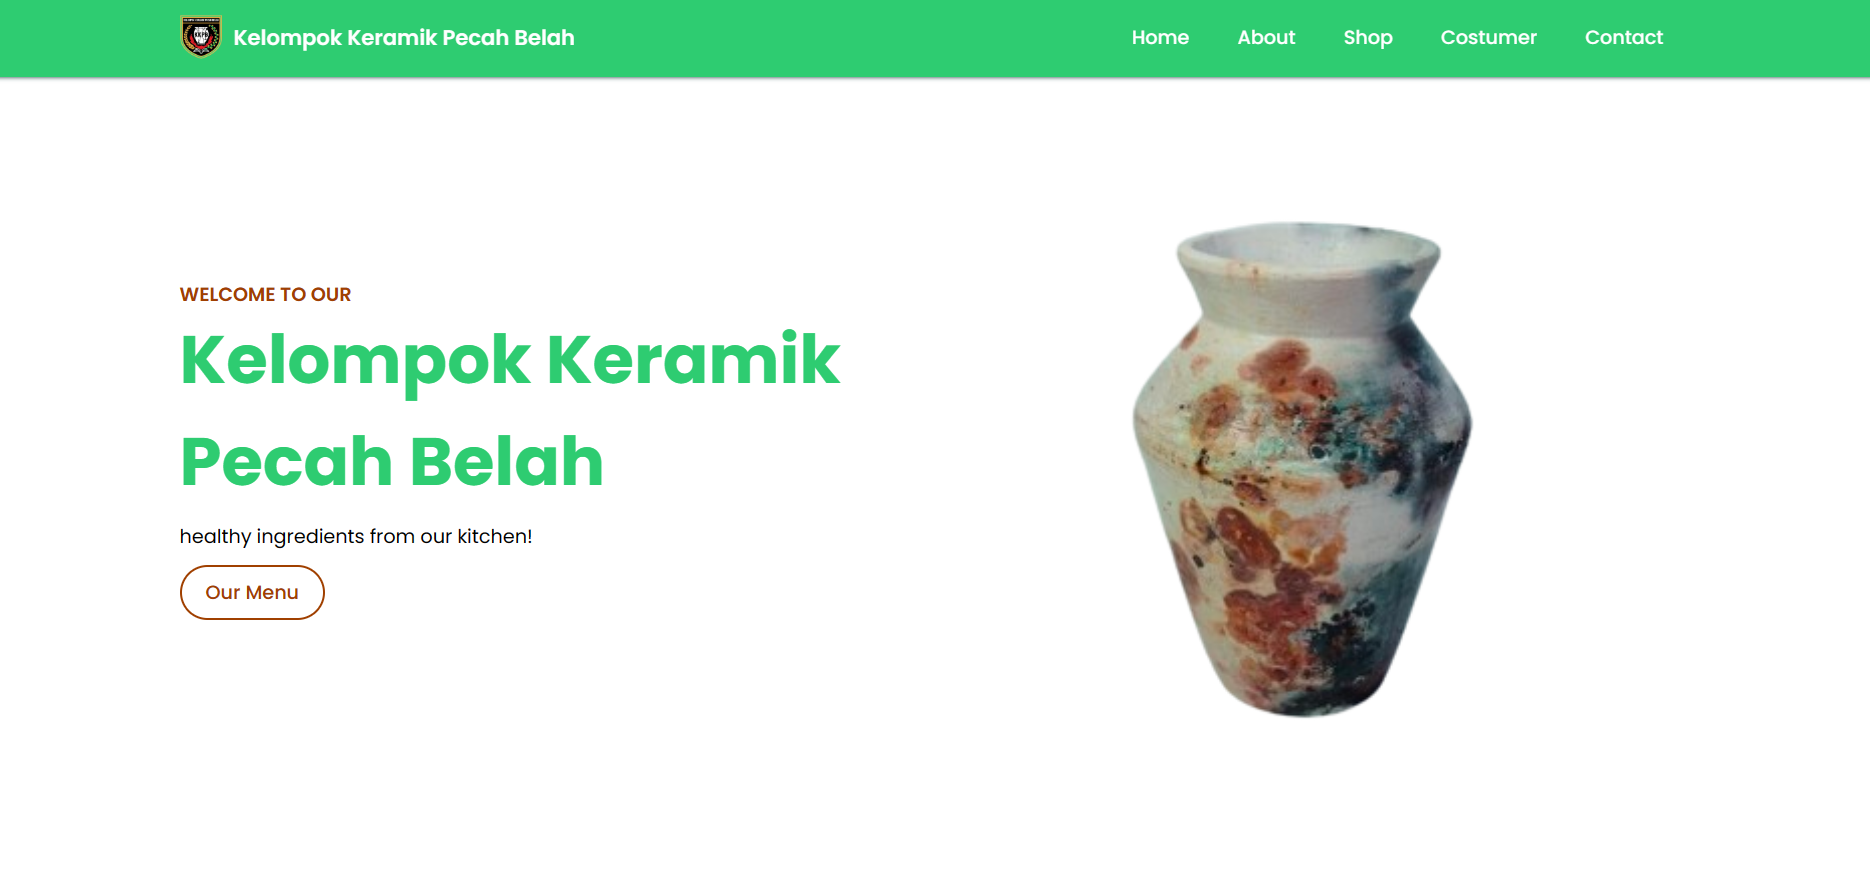 Kelompok Keramik Pecah Belah
Home About Shop Costumer Contact
WELCOME TO OUR
Kelompok Keramik
Pecah Belah
healthy ingredients from our kitchen!
Our Menu